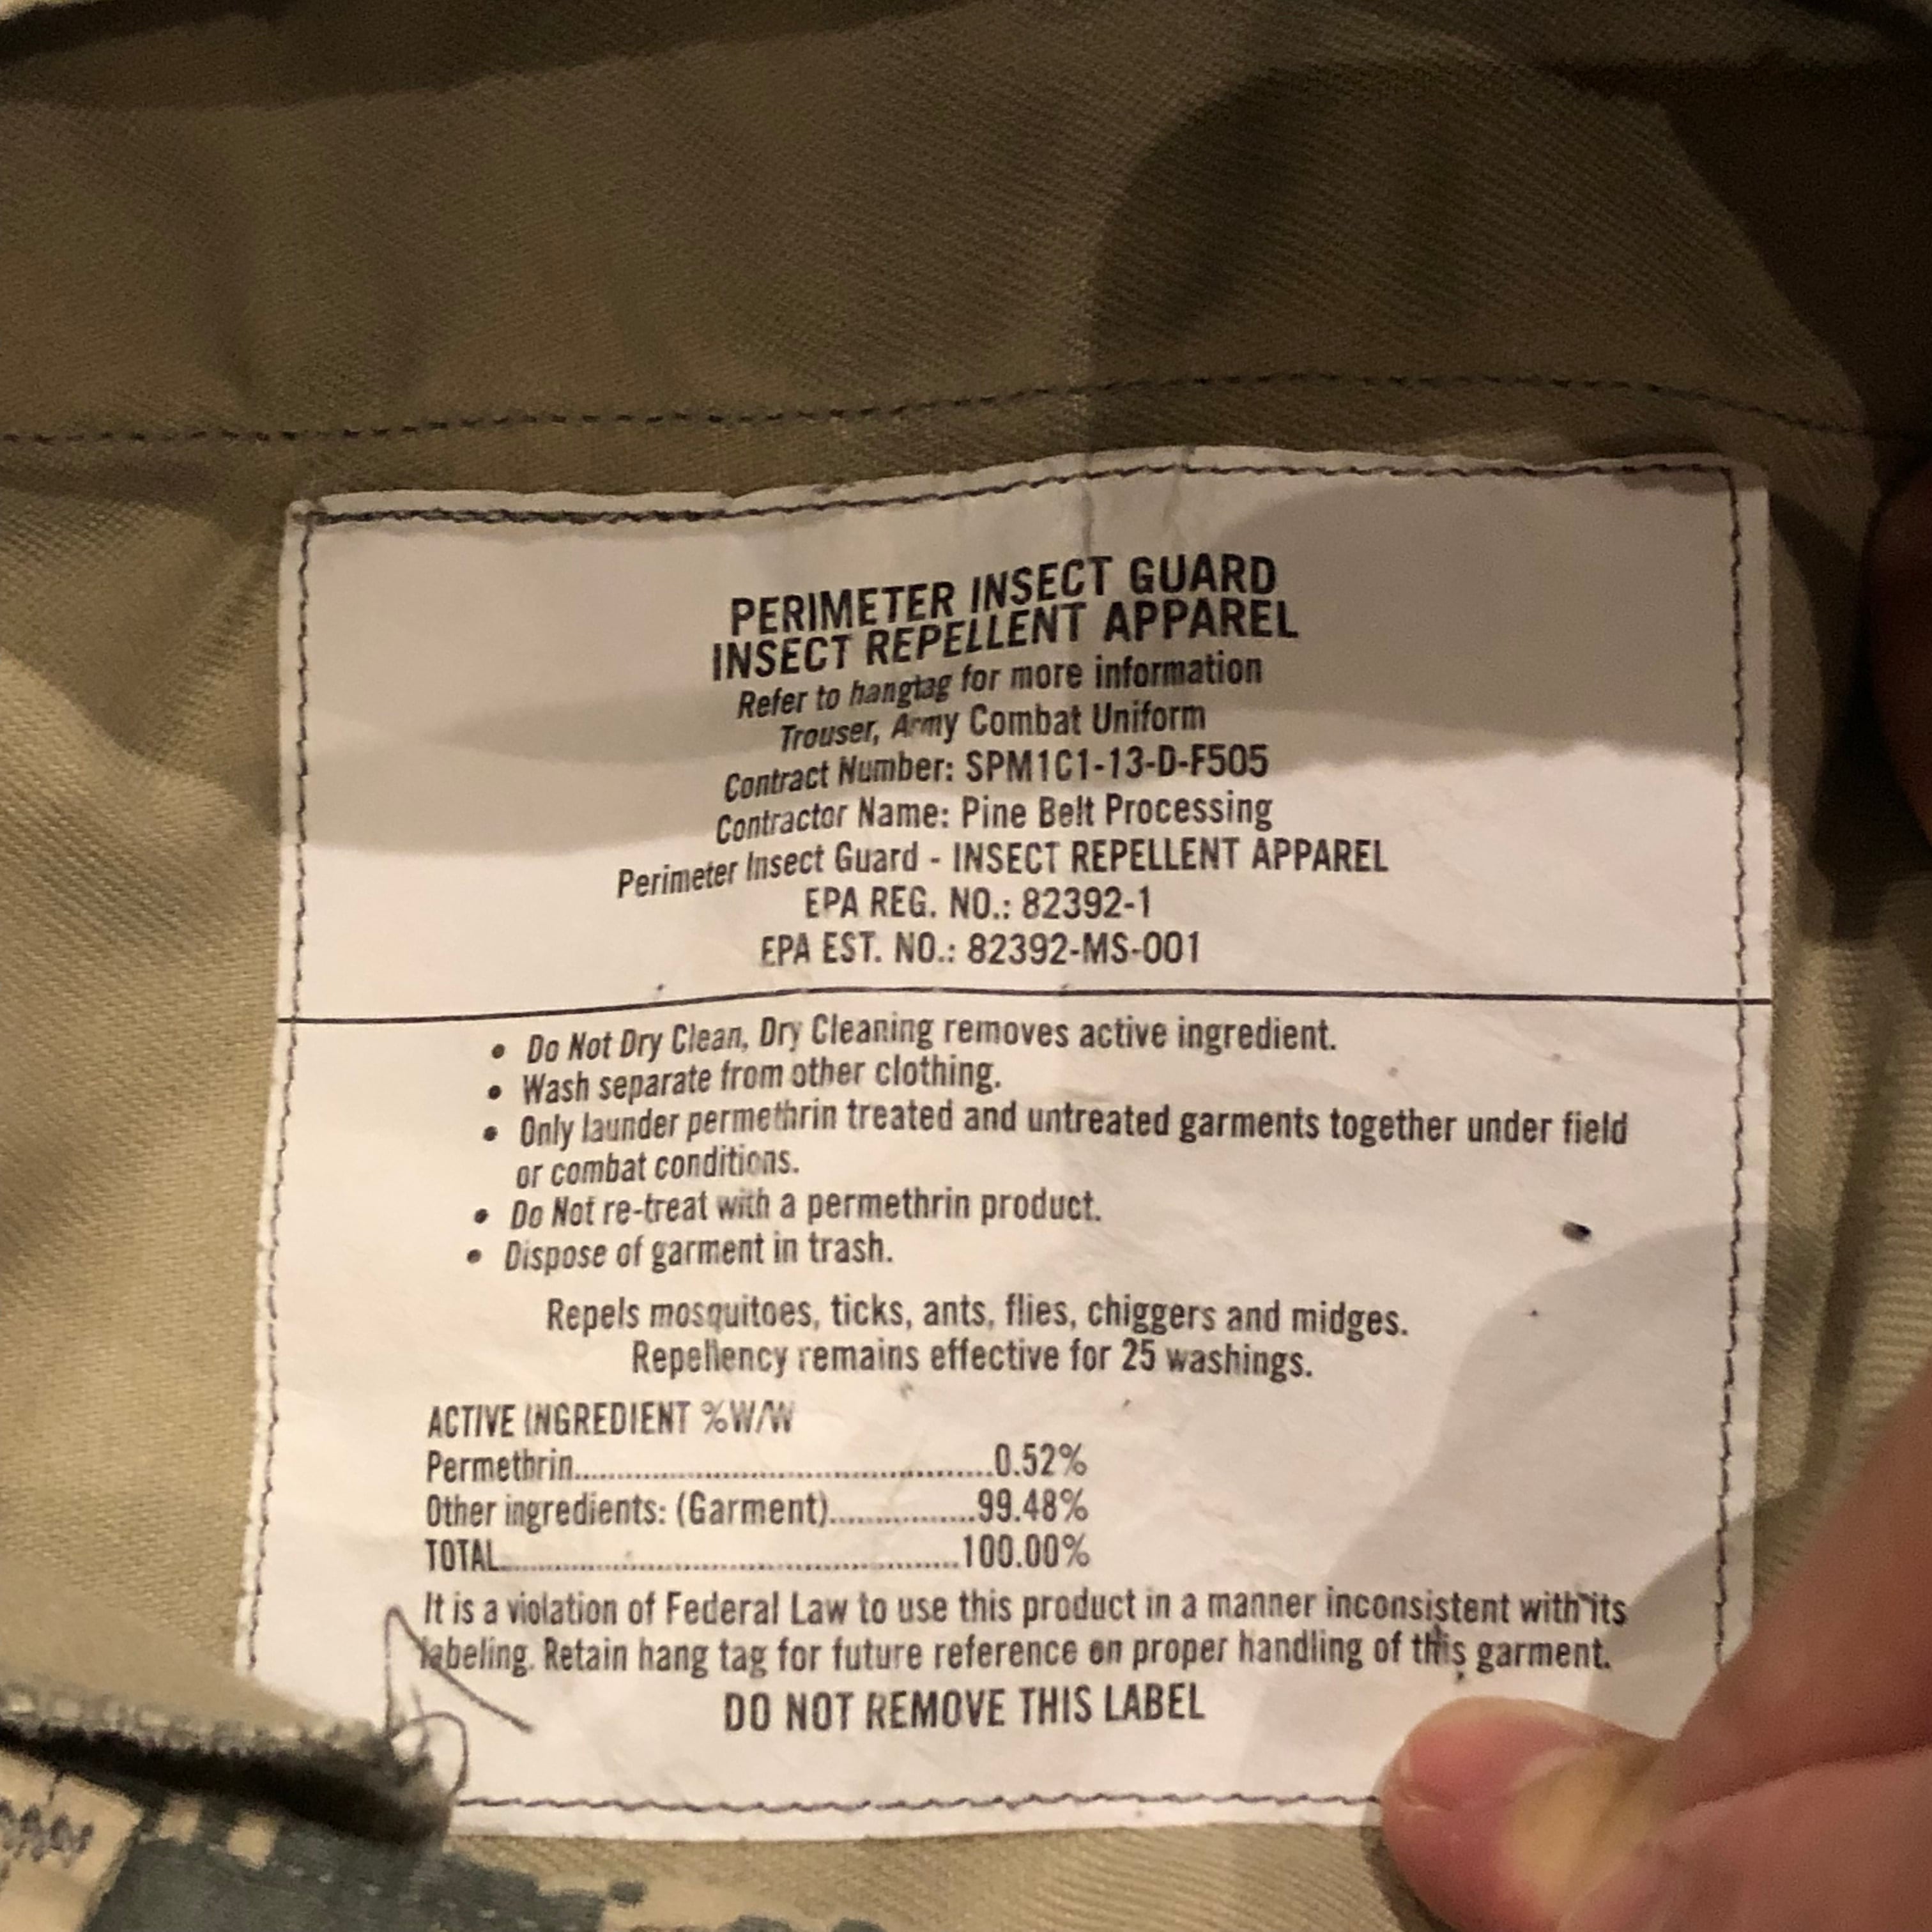 PERIMETER INSECT GUARD
INSECT REPELLENT APPAREL
Refer to hangtag for more information
Trouser, Army Combat Uniform
Contract Number: SPM1C1-13-D-F505
Contractor Name: Pine Belt Processing
Perimeter Insect Guard - INSECT REPELLENT APPAREL
EPA REG. NO.: 82392-1
EPA EST. NO.: 82392-MS-001
• Do Not Dry Clean, Dry Cleaning removes active ingredient.
• Wash separate from other clothing.
• Only launder permethrin treated and untreated garments together under field
or combat conditions.
• Do Not re-treat with a permethrin product.
• Dispose of garment in trash.
Repels mosquitoes, ticks, ants, flies, chiggers and midges.
Repellency remains effective for 25 washings.
ACTIVE INGREDIENT %W/W
Permethrin..........................................0.52%
Other ingredients: (Garment)...............99.48%
TOTAL..............................................100.00%
It is a violation of Federal Law to use this product in a manner inconsistent with its
labeling. Retain hang tag for future reference on proper handling of this garment.
DO NOT REMOVE THIS LABEL